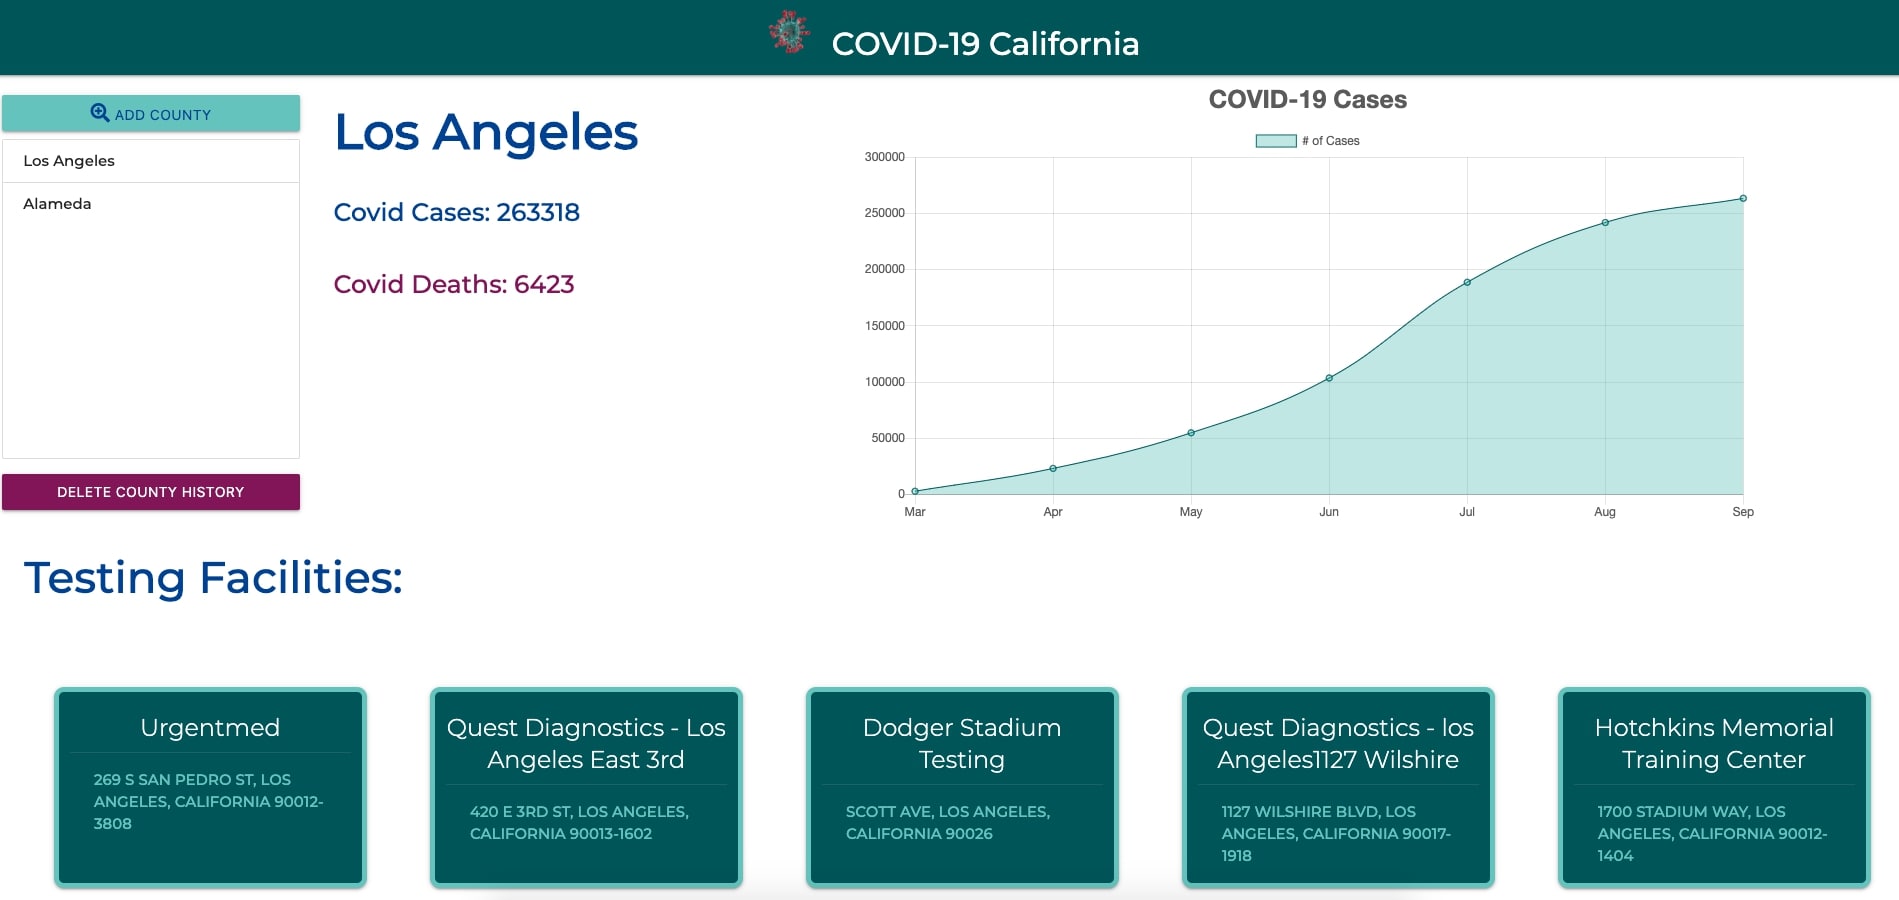 COVID-19 California
ADD COUNTY
Los Angeles
Alameda
DELETE COUNTY HISTORY
Los Angeles
Covid Cases: 263318
Covid Deaths: 6423
COVID-19 Cases
# of Cases
300000
250000
200000
150000
100000
50000
0
Mar Apr May Jun Jul Aug Sep
Testing Facilities:
Urgentmed
269 S SAN PEDRO ST, LOS
ANGELES, CALIFORNIA 90012-
3808
Quest Diagnostics - Los
Angeles East 3rd
420 E 3RD ST, LOS ANGELES,
CALIFORNIA 90013-1602
Dodger Stadium
Testing
SCOTT AVE, LOS ANGELES,
CALIFORNIA 90026
Quest Diagnostics - los
Angeles1127 Wilshire
1127 WILSHIRE BLVD, LOS
ANGELES, CALIFORNIA 90017-
1918
Hotchkins Memorial
Training Center
1700 STADIUM WAY, LOS
ANGELES, CALIFORNIA 90012-
1404